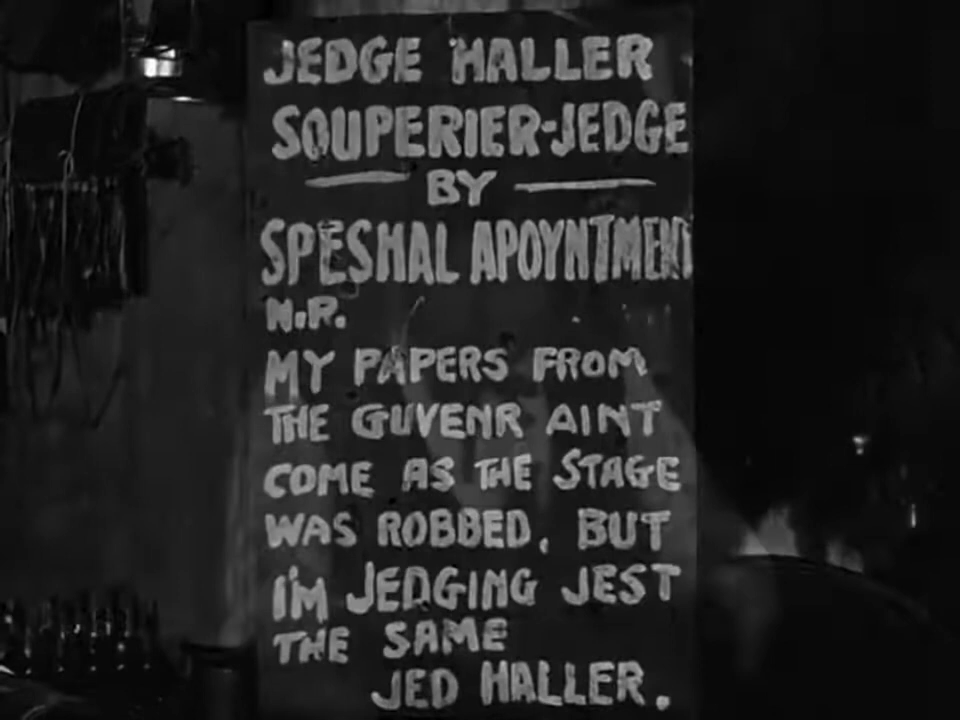 JEDGE HALLER
SOUPERIER-JEDGE
BY
SPESHAL APOYNTMENT
N.P.
MY PAPERS FROM
THE GUVENR AINT
COME AS THE STAGE
WAS ROBBED, BUT
I'M JEDGING JEST
THE SAME
JED HALLER.